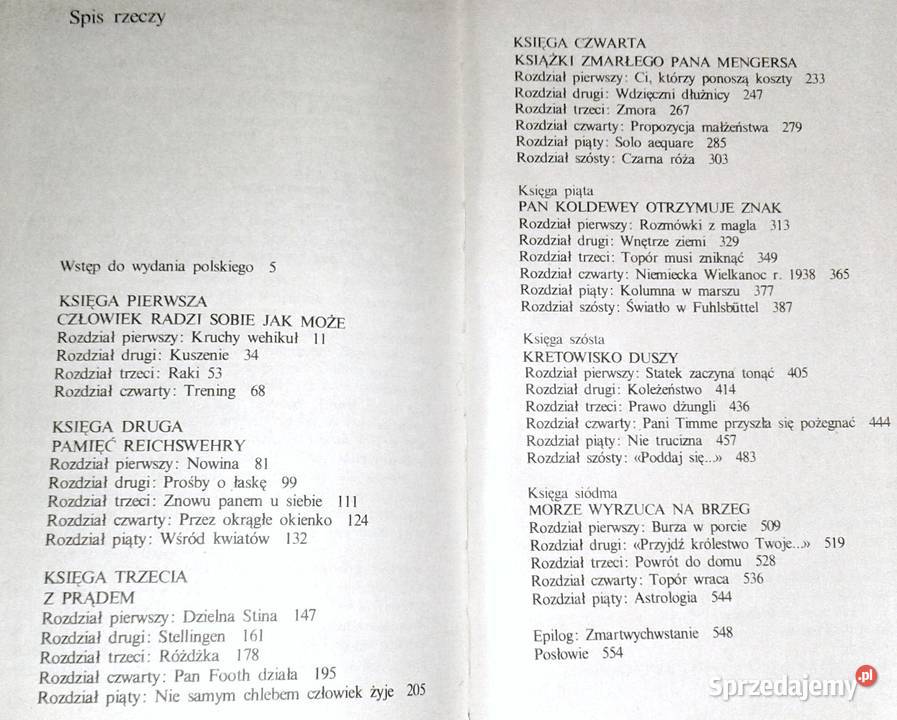 Spis rzeczy
Wstęp do wydania polskiego 5
KSIĘGA PIERWSZA
CZŁOWIEK RADZI SOBIE JAK MOŻE
Rozdział pierwszy: Kruchy wehikuł 11
Rozdział drugi: Kuszenie 34
Rozdział trzeci: Raki 53
Rozdział czwarty: Trening 68
KSIĘGA DRUGA
PAMIĘĆ REICHSWEHRY
Rozdział pierwszy: Nowina 81
Rozdział drugi: Prośby o łaskę 99
Rozdział trzeci: Znowu panem u siebie 111
Rozdział czwarty: Przez okrągłe okienko 124
Rozdział piąty: Wśród kwiatów 132
KSIĘGA TRZECIA
Z PRĄDEM
Rozdział pierwszy: Dzielna Stina 147
Rozdział drugi: Stellingen 161
Rozdział trzeci: Różdżka 178
Rozdział czwarty: Pan Footh działa 195
Rozdział piąty: Nie samym chlebem człowiek żyje 205
KSIĘGA CZWARTA
KSIĄŻKI ZMARŁEGO PANA MENGERSA
Rozdział pierwszy: Ci, którzy ponoszą koszty 233
Rozdział drugi: Wdzięczni dłużnicy 247
Rozdział trzeci: Zmora 267
Rozdział czwarty: Propozycja małżeństwa 279
Rozdział piąty: Solo aequare 285
Rozdział szósty: Czarna róża 303
Księga piąta
PAN KOLDEWEY OTRZYMUJE ZNAK
Rozdział pierwszy: Rozmówki z magla 313
Rozdział drugi: Wnętrze ziemi 329
Rozdział trzeci: Topór musi zniknąć 349
Rozdział czwarty: Niemiecka Wielkanoc r. 1938 365
Rozdział piąty: Kolumna w marszu 377
Rozdział szósty: Światło w Fuhlsbüttel 387
Księga szósta
KRETOWISKO DUSZY
Rozdział pierwszy: Statek zaczyna tonąć 405
Rozdział drugi: Koleżeństwo 414
Rozdział trzeci: Prawo dżungli 436
Rozdział czwarty: Pani Timme przyszła się pożegnać 444
Rozdział piąty: Nie trucizna 457
Rozdział szósty: «Poddaj się...» 483
Księga siódma
MORZE WYRZUCA NA BRZEG
Rozdział pierwszy: Burza w porcie 509
Rozdział drugi: «Przyjdź królestwo Twoje...» 519
Rozdział trzeci: Powrót do domu 528
Rozdział czwarty: Topór wraca 536
Rozdział piąty: Astrologia 544
Epilog: Zmartwychwstanie 548
Posłowie 554
Sprzedajemy.pl